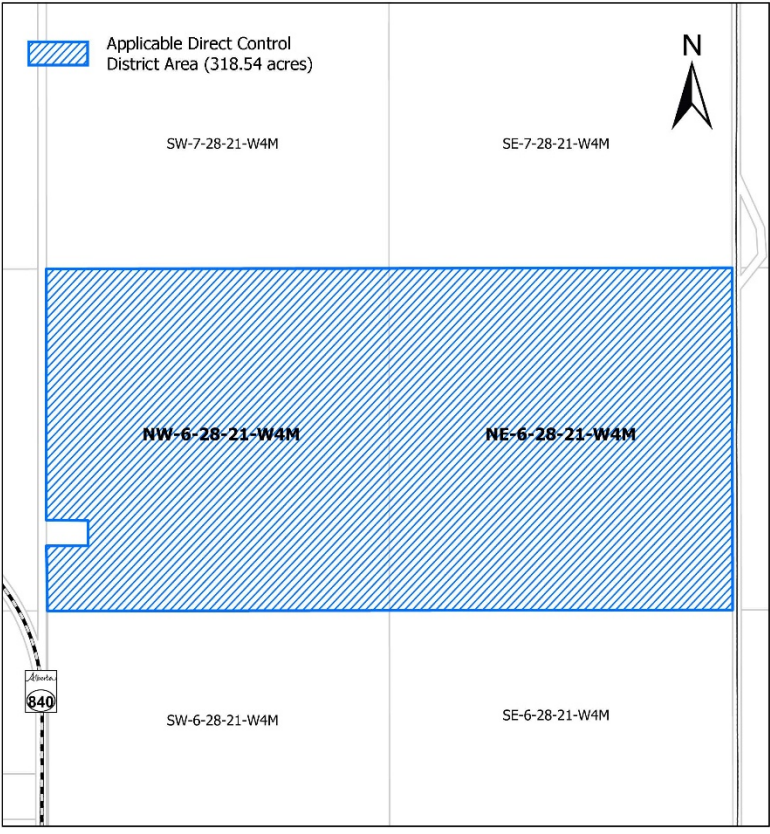 Applicable Direct Control
District Area (318.54 acres)
N
SW-7-28-21-W4M
SE-7-28-21-W4M
NW-6-28-21-W4M
NE-6-28-21-W4M
Alberta
840
SW-6-28-21-W4M
SE-6-28-21-W4M